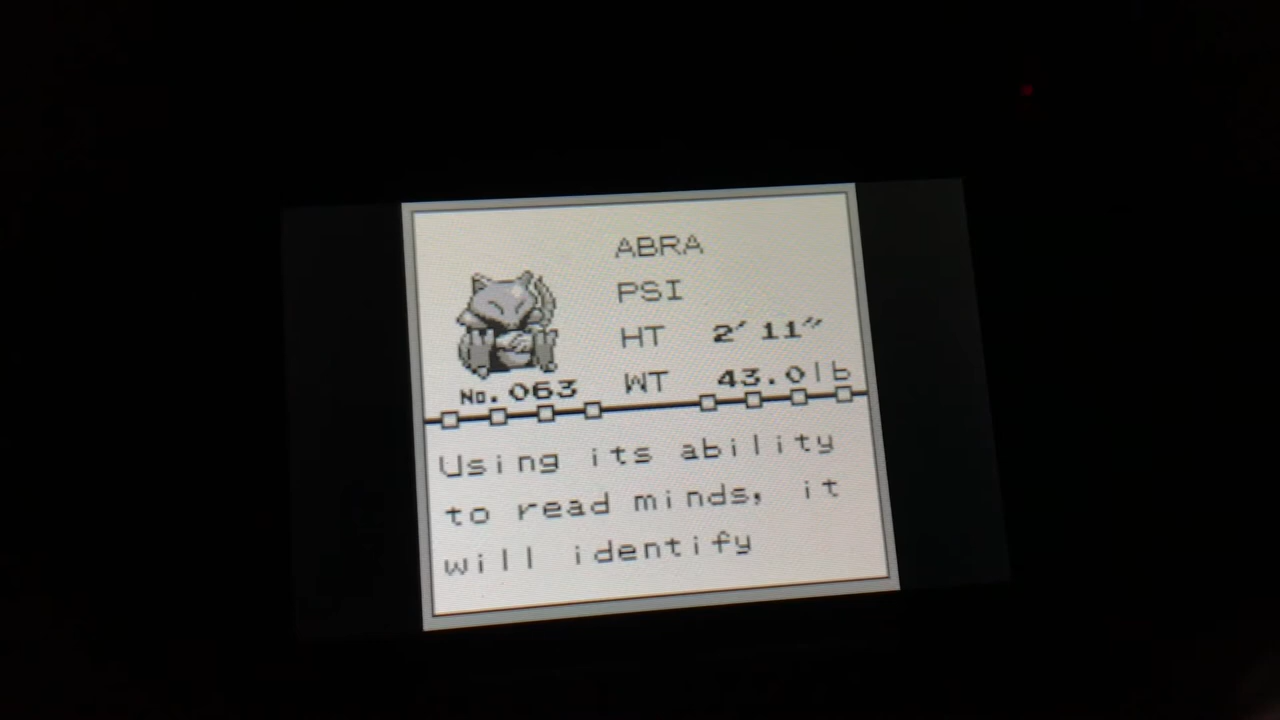 ABRA
PSI
HT 2′11″
WT 43.0lb
No.063
Using its ability
to read minds, it
will identify